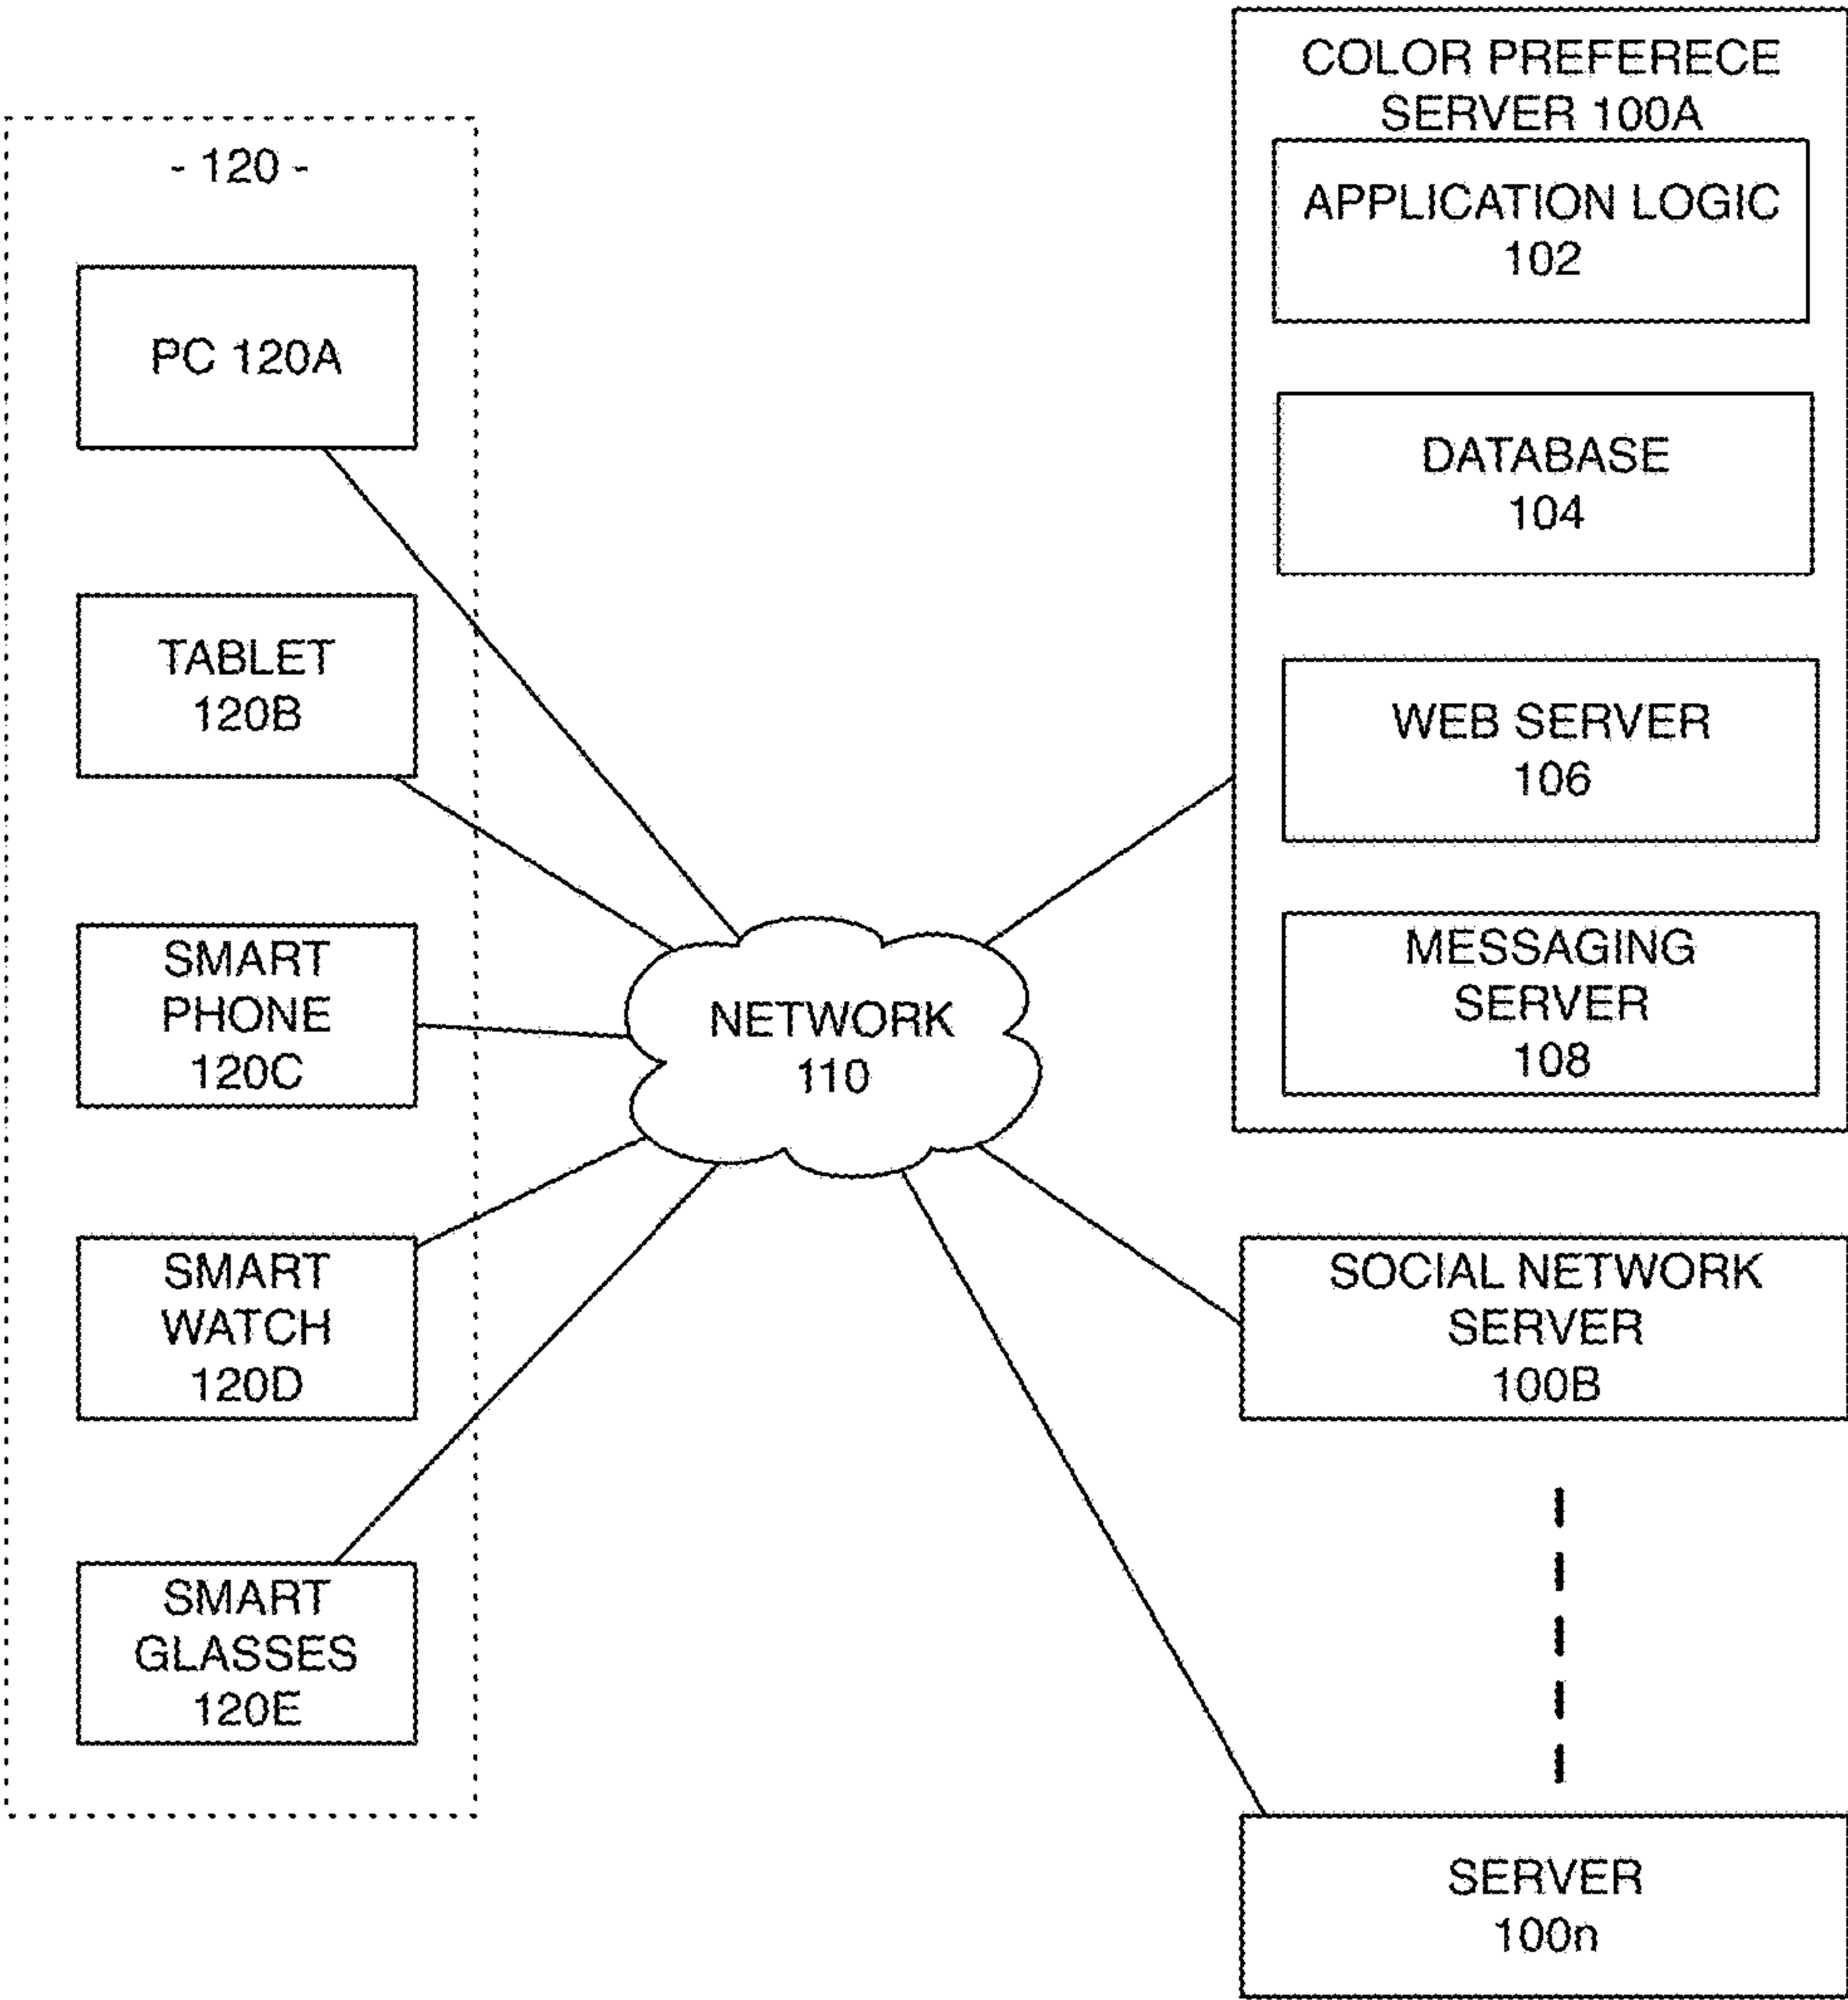 - 120 -
PC 120A
TABLET
120B
SMART
PHONE
120C
SMART
WATCH
120D
SMART
GLASSES
120E
NETWORK
110
COLOR PREFERECE
SERVER 100A
APPLICATION LOGIC
102
DATABASE
104
WEB SERVER
106
MESSAGING
SERVER
108
SOCIAL NETWORK
SERVER
100B
SERVER
100n